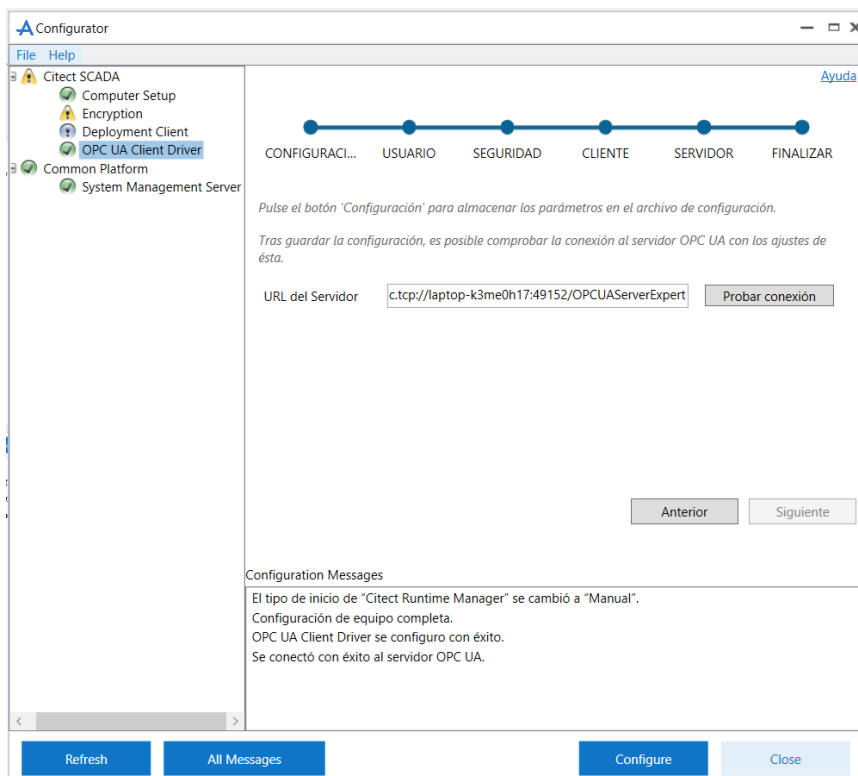 Configurator
File Help
Citect SCADA
Computer Setup
Encryption
Deployment Client
OPC UA Client Driver
Common Platform
System Management Server
Ayuda
CONFIGURACI... USUARIO SEGURIDAD CLIENTE SERVIDOR FINALIZAR
Pulse el botón 'Configuración' para almacenar los parámetros en el archivo de configuración.
Tras guardar la configuración, es posible comprobar la conexión al servidor OPC UA con los ajustes de
ésta.
URL del Servidor c.tcp://laptop-k3me0h17:49152/OPCUAServerExpert Probar conexión
Anterior Siguiente
Configuration Messages
El tipo de inicio de “Citect Runtime Manager” se cambió a “Manual”.
Configuración de equipo completa.
OPC UA Client Driver se configuro con éxito.
Se conectó con éxito al servidor OPC UA.
Refresh All Messages Configure Close